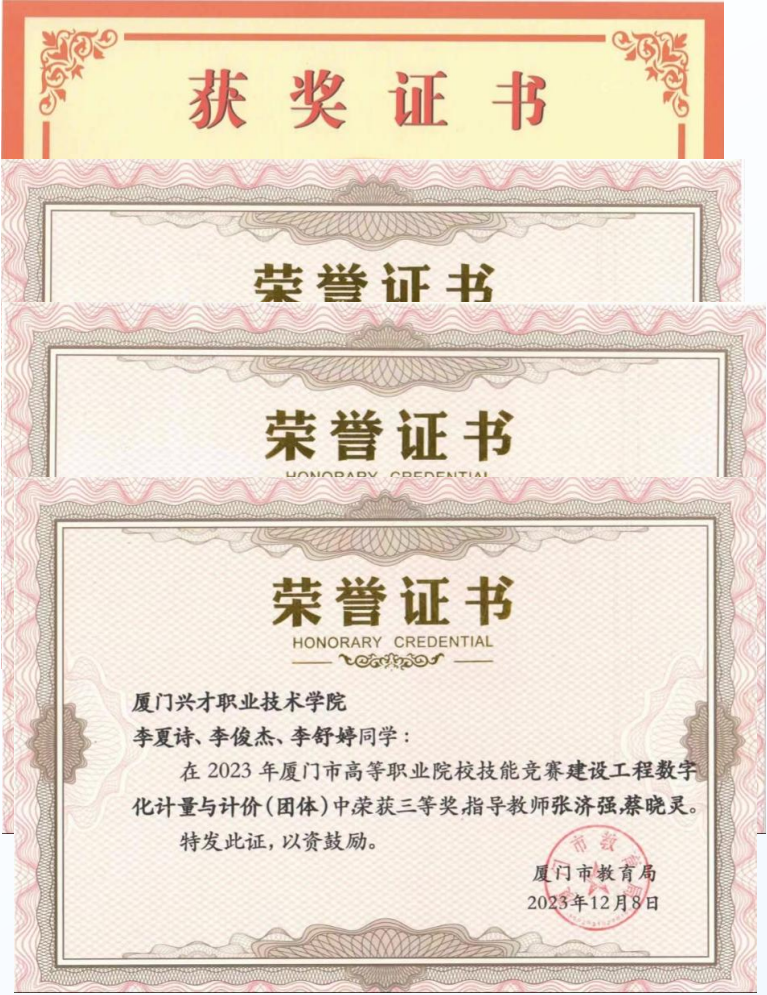 获奖证书
荣誉证书
荣誉证书
HONORARY CREDENTIAL
荣誉证书
HONORARY CREDENTIAL
厦门兴才职业技术学院
李夏诗、李俊杰、李舒婷同学：
在 2023 年厦门市高等职业院校技能竞赛建设工程数字
化计量与计价(团体)中,荣获三等奖,指导教师张济强,蔡晓灵。
特发此证,以资鼓励。
厦门市教育局
2023年12月8日